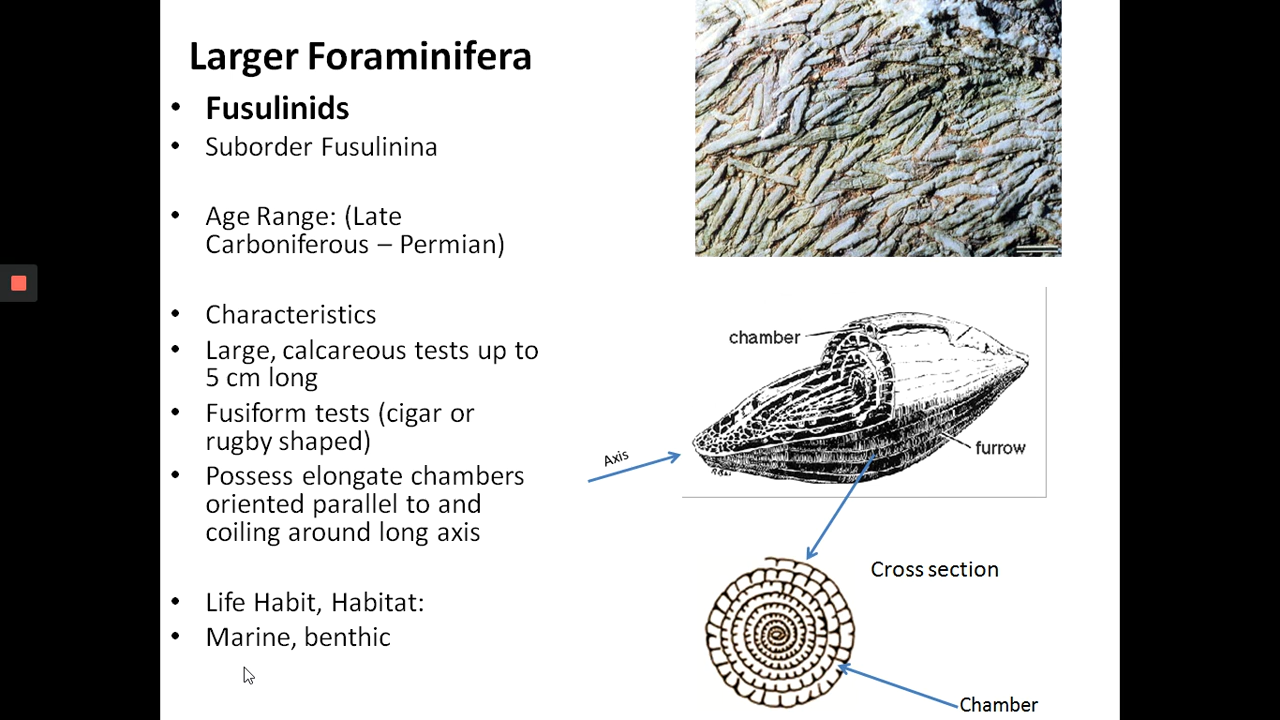 Larger Foraminifera
• Fusulinids
• Suborder Fusulinina
• Age Range: (Late
Carboniferous – Permian)
• Characteristics
• Large, calcareous tests up to
5 cm long
• Fusiform tests (cigar or
rugby shaped)
• Possess elongate chambers
oriented parallel to and
coiling around long axis
• Life Habit, Habitat:
• Marine, benthic
chamber
furrow
Axis
Cross section
Chamber